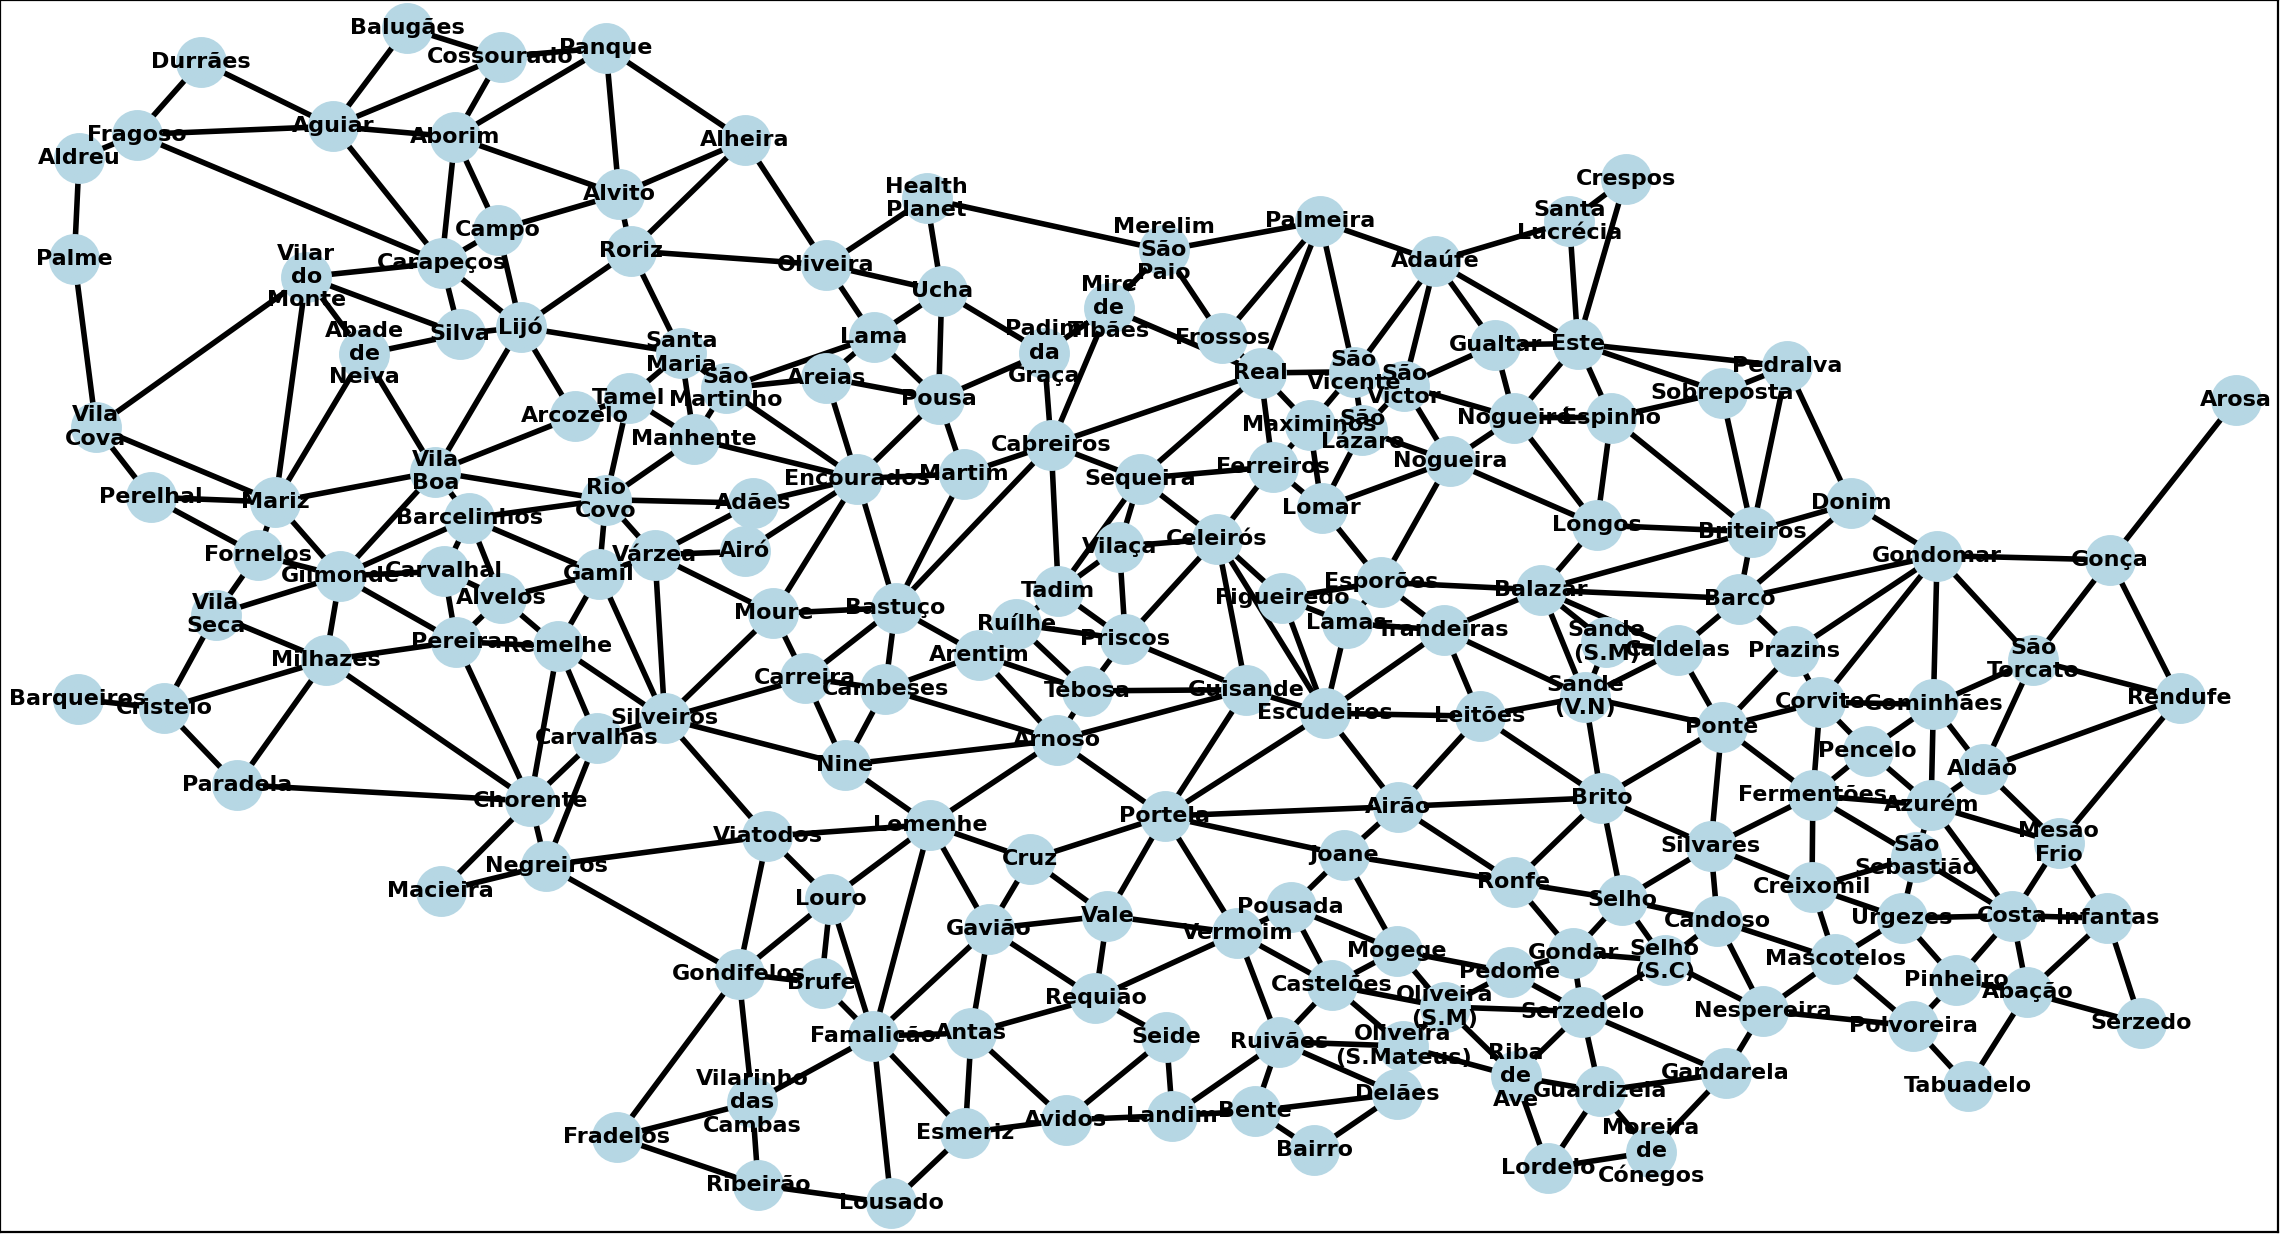 Balugães
Cossourado
Panque
Durrães
Aguiar
Fragoso
Aborim
Alheira
Aldreu
Alvito
Health
Planet
Crespos
Santa
Lucrécia
Palmeira
Merelim
São
Paio
Campo
Roriz
Palme
Vilar
do
Monte
Carapeços
Oliveira
Adaúfe
Ucha
Mire
de
Tibães
Abade
de
Neiva
Silva
Lijó
Santa
Maria
Lama
Padim
da
Graça
Frossos
Gualtar
Este
Pedralva
Real
São
Vicente
São
Victor
São
Martinho
Areias
Tamel
Arcozelo
Pousa
Sobreposta
Arosa
Vila
Cova
Maximinos
São
Lázaro
Nogueiró
Espinho
Manhente
Cabreiros
Vila
Boa
Encourados
Martim
Sequeira
Ferreiros
Nogueira
Perelhal
Mariz
Rio
Covo
Adães
Lomar
Donim
Barcelinhos
Longos
Briteiros
Fornelos
Gilmonde
Carvalhal
Várzea
Airó
Vilaça
Celeirós
Gondomar
Gonça
Gamil
Alvelos
Tadim
Figueiredo
Esporões
Balazar
Barco
Vila
Seca
Moure
Bastuço
Ruílhe
Priscos
Lamas
Trandeiras
Sande
(S.M)
Caldelas
Prazins
Milhazes
Pereira
Remelhe
Arentim
São
Torcato
Barqueiros
Cristelo
Carreira
Cambeses
Tebosa
Guisande
Sande
(V.N)
Corvite
Gominhães
Rendufe
Silveiros
Carvalhas
Escudeiros
Leitões
Ponte
Arnoso
Nine
Pencelo
Aldão
Paradela
Chorente
Portela
Airão
Brito
Fermentões
Azurém
Viatodos
Lemenhe
Mesão
Frio
Negreiros
Cruz
Joane
Silvares
São
Sebastião
Macieira
Louro
Ronfe
Selho
Creixomil
Gavião
Vale
Vermoim
Pousada
Candoso
Urgezes
Costa
Infantas
Mogege
Gondar
Selho
(S.C)
Mascotelos
Gondifelos
Brufe
Requião
Castelões
Pedome
Pinheiro
Abação
Oliveira
(S.M)
Serzedelo
Nespereira
Polvoreira
Serzedo
Famalicão
Antas
Seide
Ruivães
Oliveira
(S.Mateus)
Riba
de
Ave
Gandarela
Tabuadelo
Vilarinho
das
Cambas
Delães
Guardizela
Fradelos
Esmeriz
Avidos
Landim
Bente
Bairro
Lordelo
Moreira
de
Cónegos
Ribeirão
Lousado